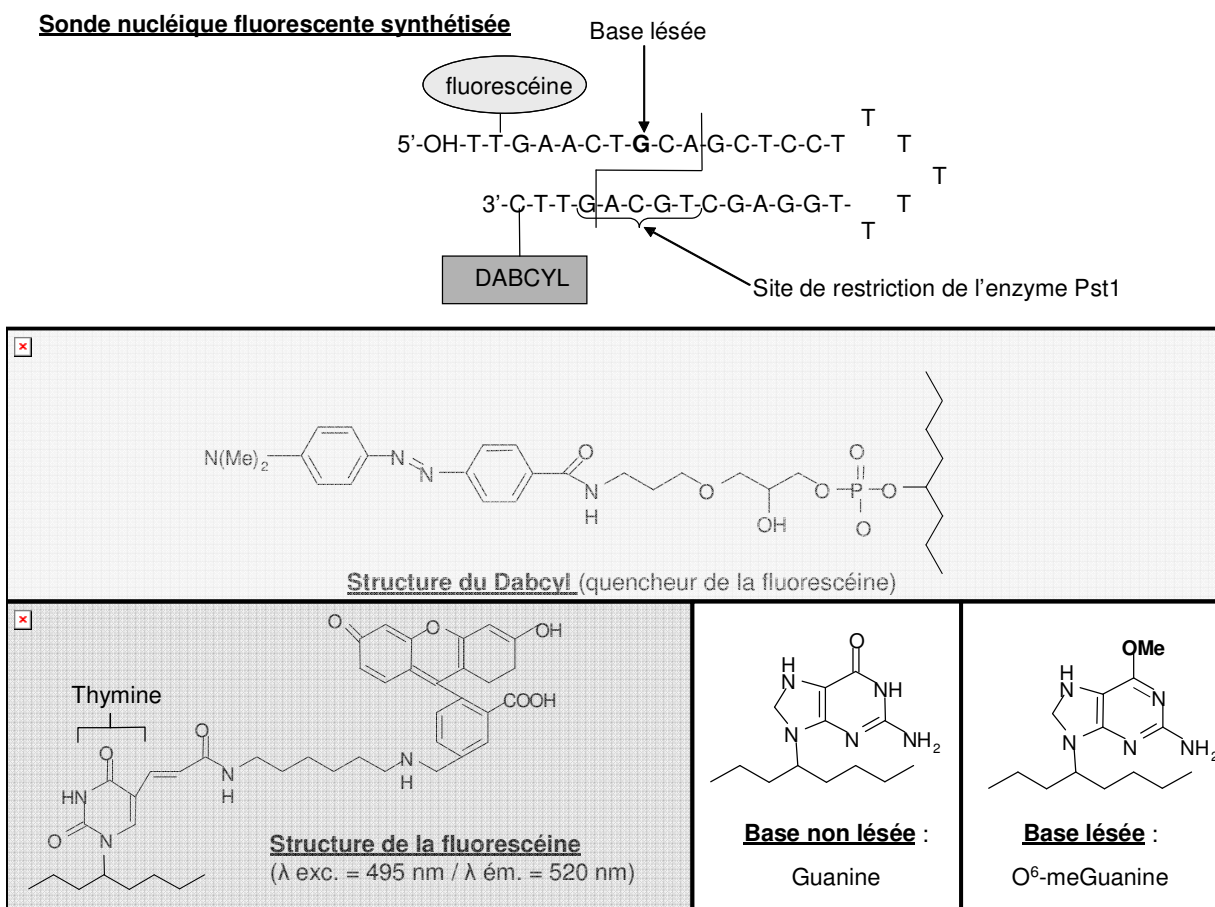 Sonde nucléique fluorescente synthétisée
Base lésée
fluorescéine
5'-OH-T-T-G-A-A-C-T-G-C-A-G-C-T-C-C-T
T
T
T
T
T
3'-C-T-T-G-A-C-G-T-C-G-A-G-G-T-
DABCYL
Site de restriction de l'enzyme Pst1
N(Me)2
N
N
O
N
H
O
OH
O
O
P
O
O
Structure du Dabcyl (quencheur de la fluorescéine)
O
O
OH
COOH
Thymine
O
O
N
H
H
N
HN
O
N
Structure de la fluorescéine
(λ exc. = 495 nm / λ ém. = 520 nm)
O
H
N
NH
N
N
NH2
Base non lésée :
Guanine
OMe
H
N
N
N
N
NH2
Base lésée :
O6-meGuanine